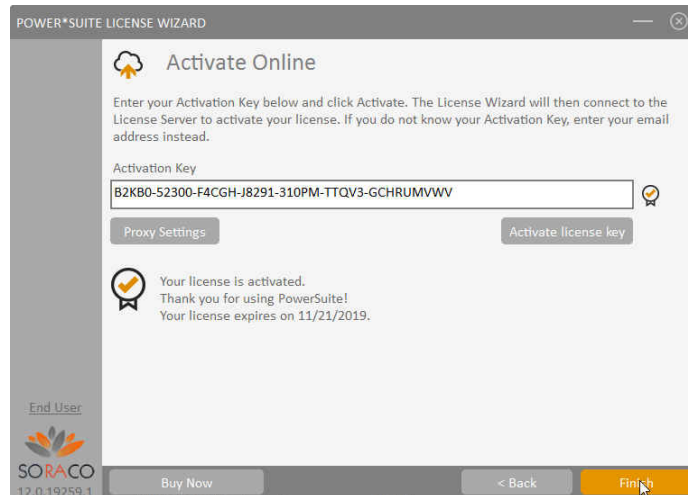 POWER*SUITE LICENSE WIZARD
Activate Online
Enter your Activation Key below and click Activate. The License Wizard will then connect to the
License Server to activate your license. If you do not know your Activation Key, enter your email
address instead.
Activation Key
B2KB0-52300-F4CGH-J8291-310PM-TTQV3-GCHRUMVWV
Proxy Settings
Activate license key
Your license is activated.
Thank you for using PowerSuite!
Your license expires on 11/21/2019.
End User
SORACO
12.0.19259.1
Buy Now
< Back
Finish